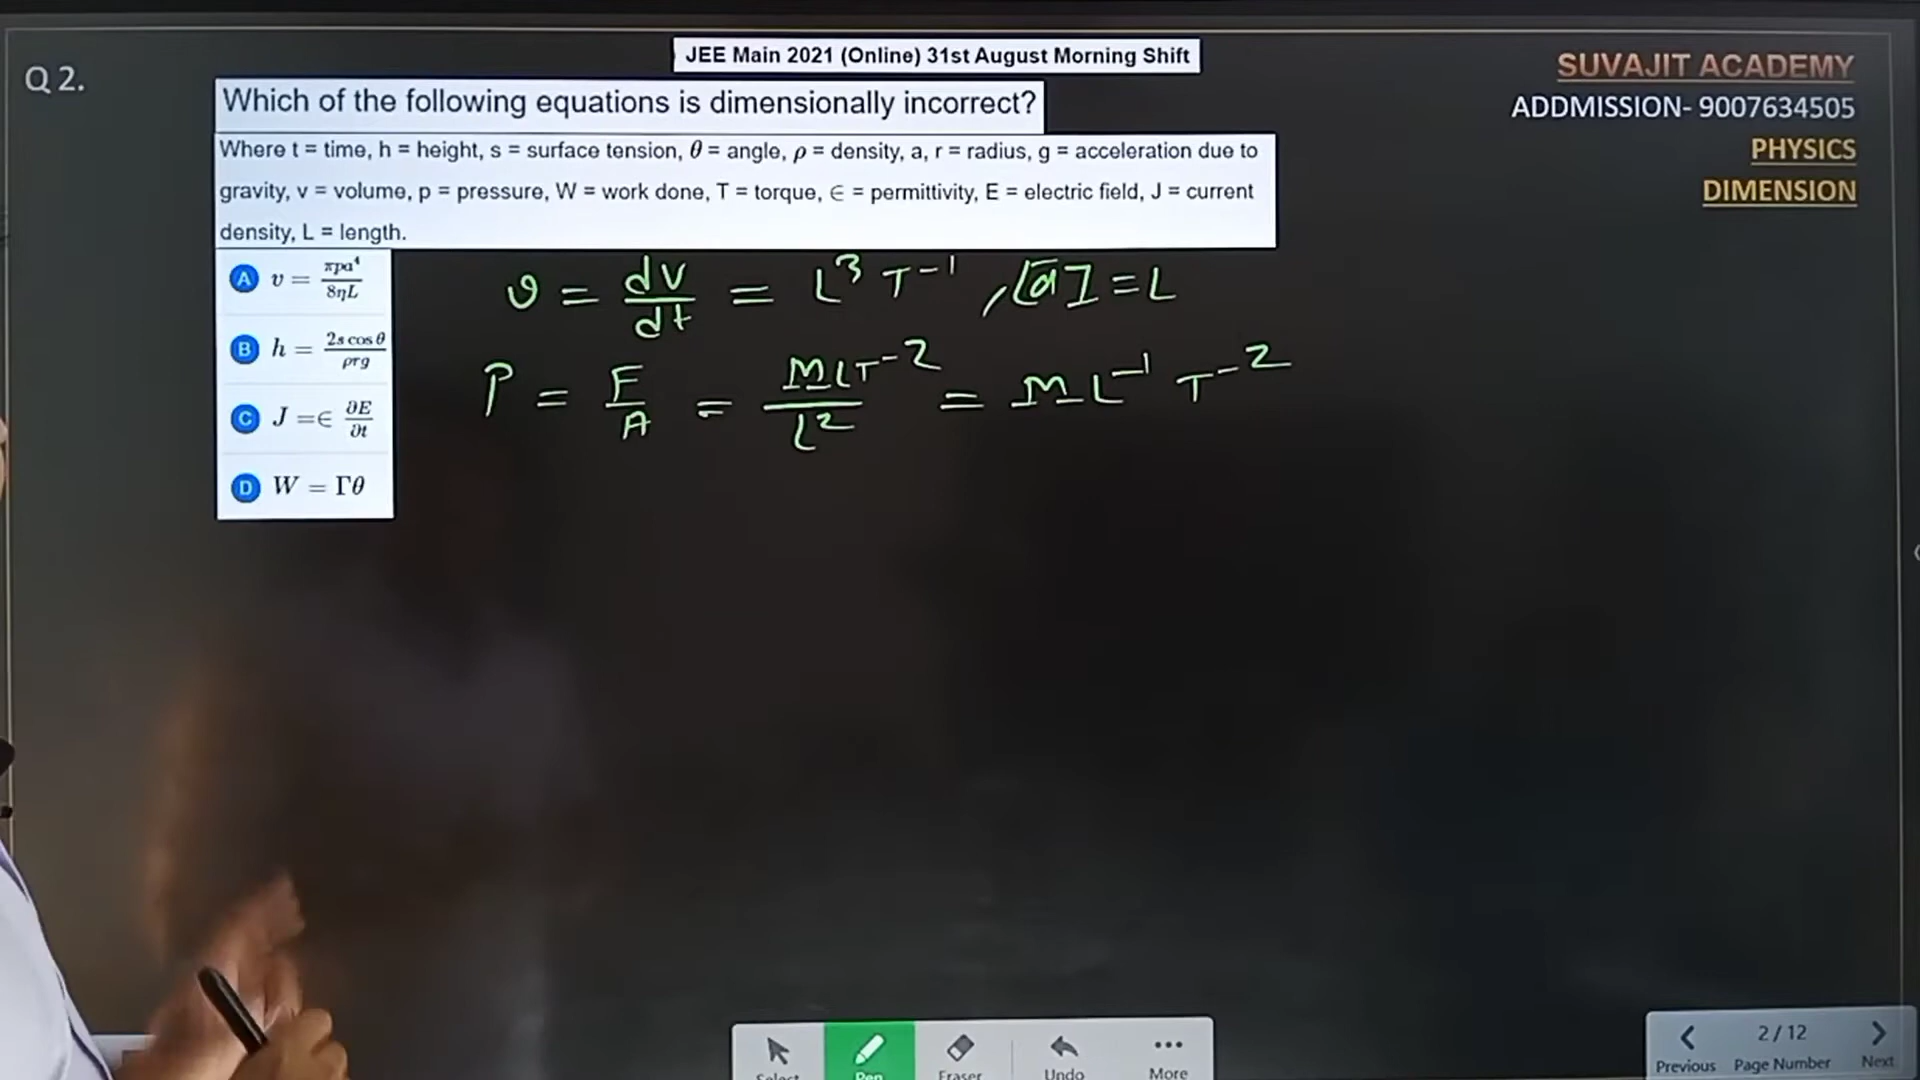 JEE Main 2021 (Online) 31st August Morning Shift
Q 2.
SUVAJIT ACADEMY
ADDMISSION- 9007634505
PHYSICS
DIMENSION
Which of the following equations is dimensionally incorrect?
Where t = time, h = height, s = surface tension, θ = angle, ρ = density, a, r = radius, g = acceleration due to
gravity, v = volume, p = pressure, W = work done, T = torque, ∈ = permittivity, E = electric field, J = current
density, L = length.
A v = πpa⁴/8ηL
B h = 2s cos θ/ρrg
C J =∈ ∂E/∂t
D W = Γθ
v = dV/dt = L³ T⁻¹ , [a] = L
P = F/A = MLT⁻²/L² = ML⁻¹ T⁻²
Select
Pen
Eraser
Undo
More
2 / 12
Previous Page Number Next